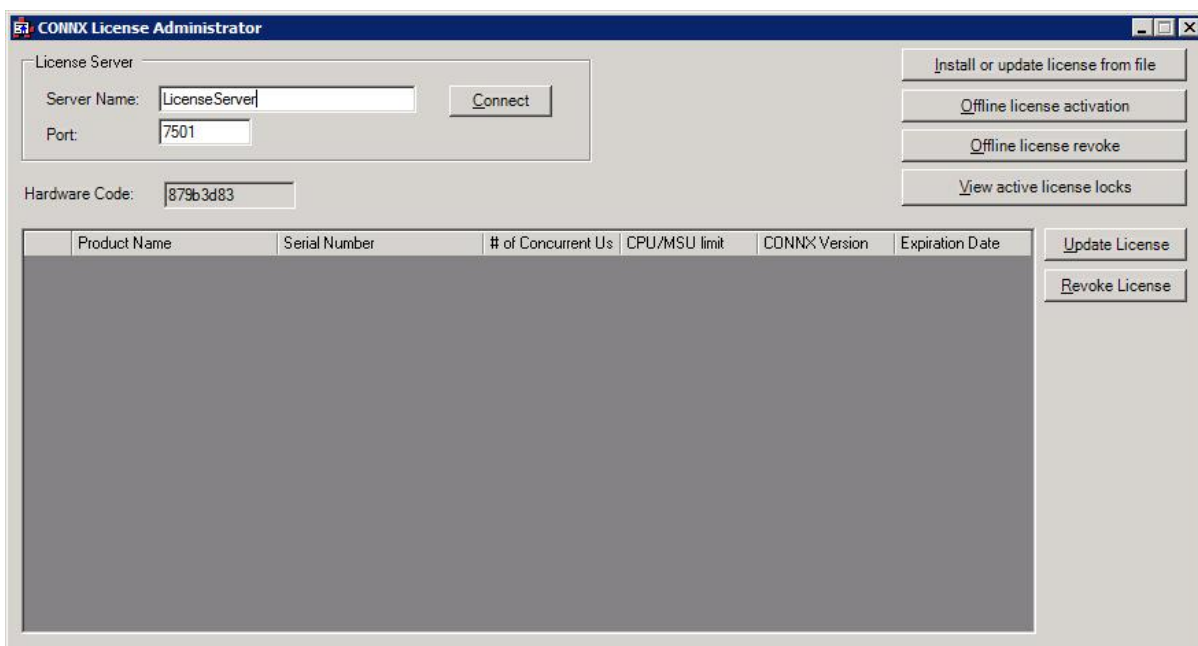 CONNX License Administrator
License Server
Server Name: LicenseServer Connect
Port: 7501
Hardware Code: 879b3d83
Install or update license from file
Offline license activation
Offline license revoke
View active license locks
Product Name Serial Number # of Concurrent Us CPU/MSU limit CONNX Version Expiration Date
Update License
Revoke License